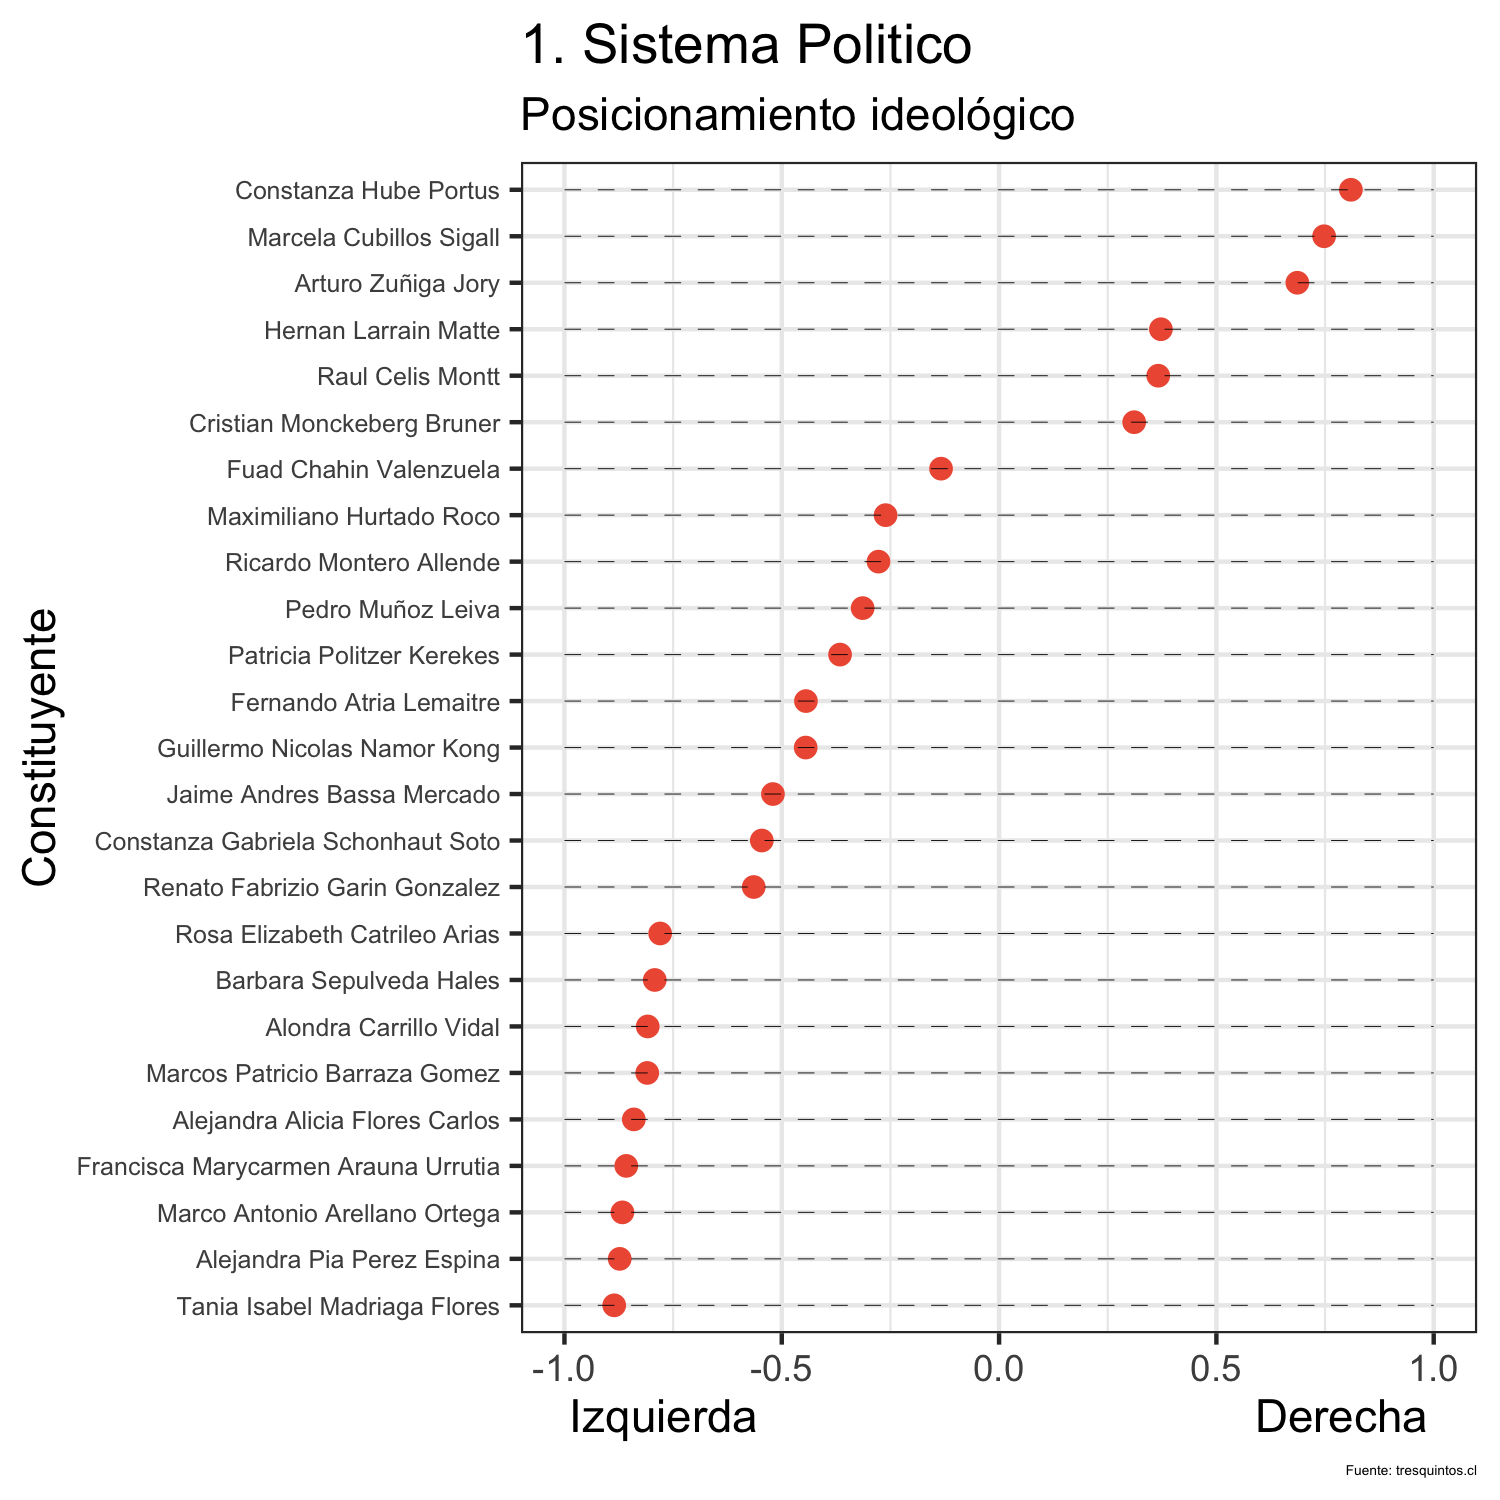 1. Sistema Politico
Posicionamiento ideológico
Constituyente
Constanza Hube Portus
Marcela Cubillos Sigall
Arturo Zuñiga Jory
Hernan Larrain Matte
Raul Celis Montt
Cristian Monckeberg Bruner
Fuad Chahin Valenzuela
Maximiliano Hurtado Roco
Ricardo Montero Allende
Pedro Muñoz Leiva
Patricia Politzer Kerekes
Fernando Atria Lemaitre
Guillermo Nicolas Namor Kong
Jaime Andres Bassa Mercado
Constanza Gabriela Schonhaut Soto
Renato Fabrizio Garin Gonzalez
Rosa Elizabeth Catrileo Arias
Barbara Sepulveda Hales
Alondra Carrillo Vidal
Marcos Patricio Barraza Gomez
Alejandra Alicia Flores Carlos
Francisca Marycarmen Arauna Urrutia
Marco Antonio Arellano Ortega
Alejandra Pia Perez Espina
Tania Isabel Madriaga Flores
-1.0 -0.5 0.0 0.5 1.0
Izquierda Derecha
Fuente: tresquintos.cl